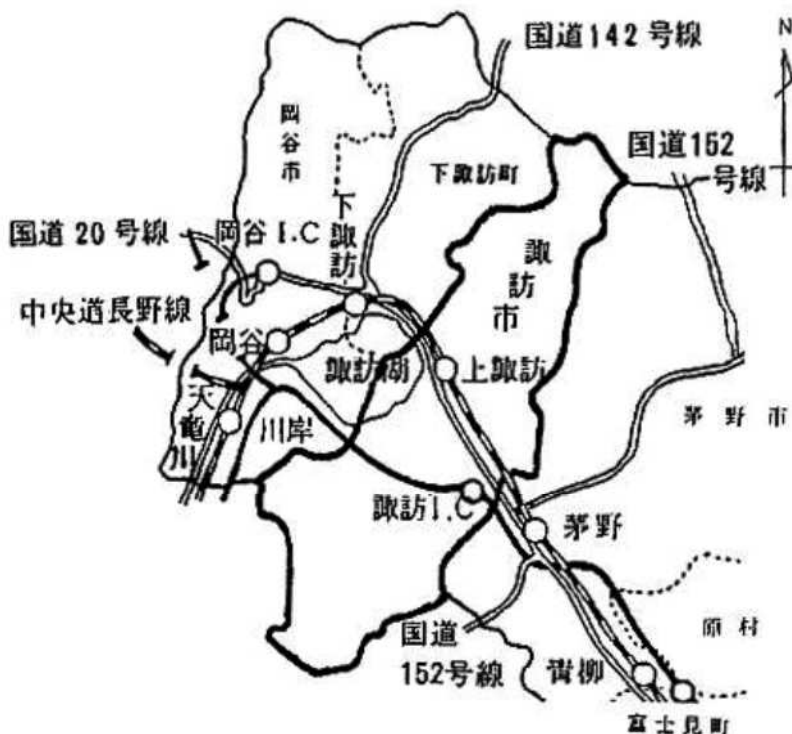 国道142号線
N
岡谷市
国道152
号線
下諏訪町
国道20号線
岡谷I.C
下諏訪
諏訪市
中央道長野線
岡谷
諏訪湖
上諏訪
茅野市
天竜川
川岸
諏訪I.C
茅野
原村
国道
152号線
青柳
富士見町